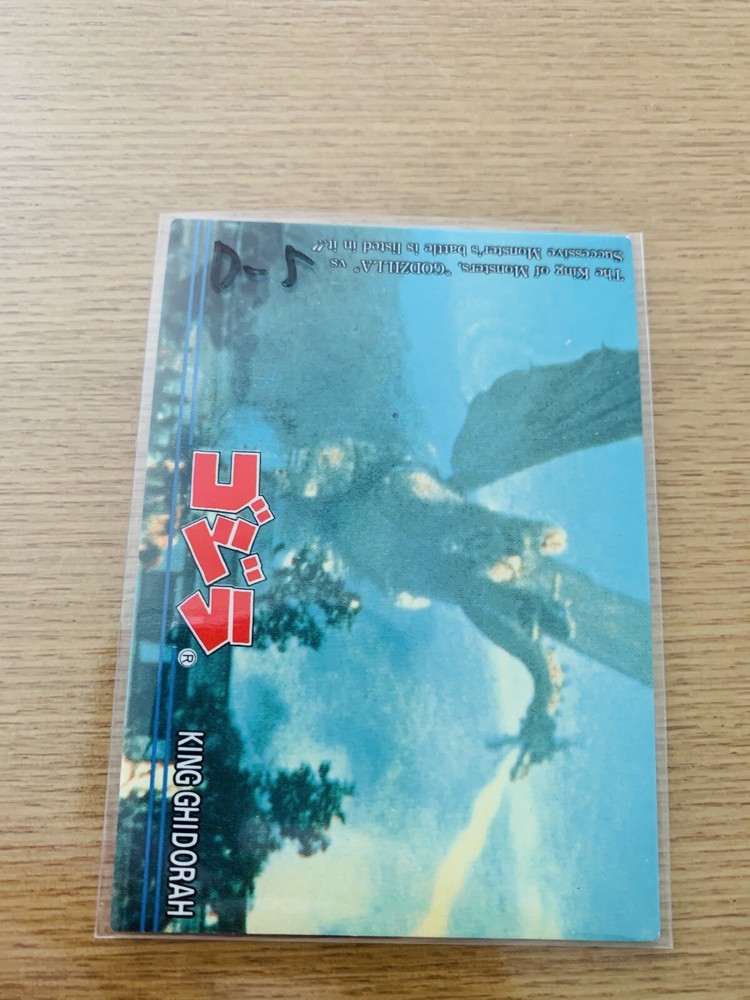 The King of Monsters, "GODZILLA" vs
Successive Monster's battle is listed in it!!
D-5
ゴジラ®
KING GHIDORAH